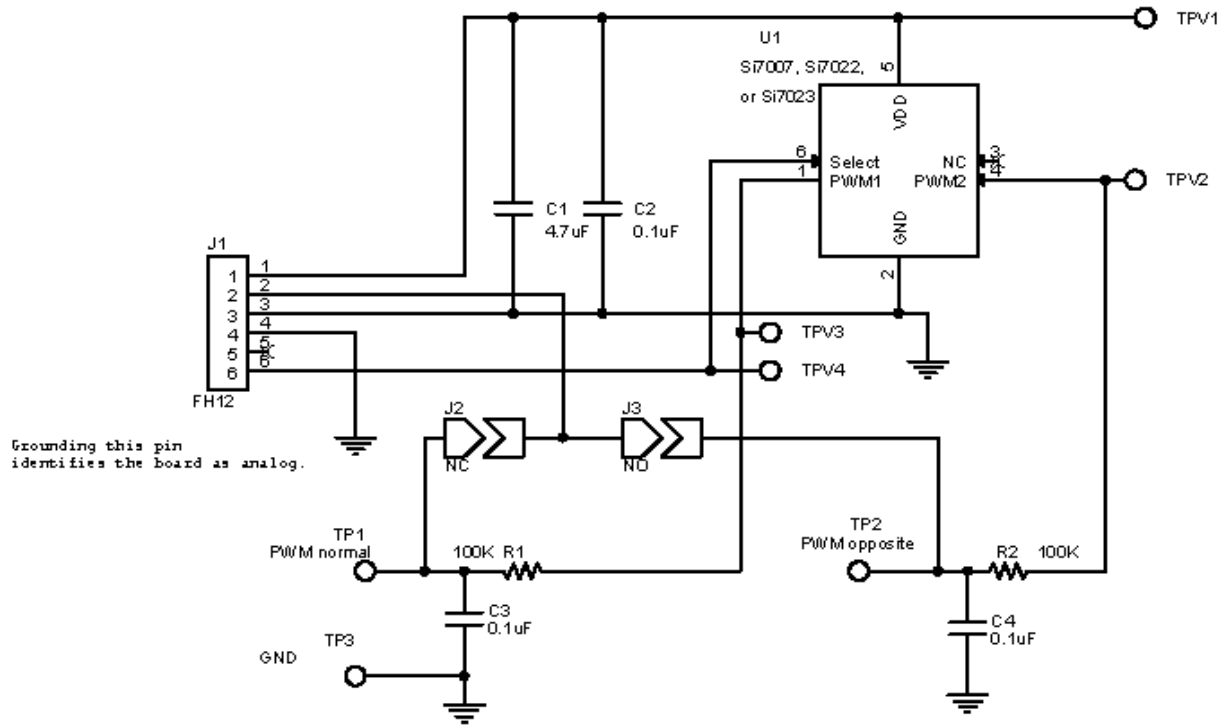 TPV1
U1
Si7007, Si7022,
or Si7023
5
VDD
6
Select
NC
3
1
PWM1
PWM2
4
TPV2
GND
2
C1
4.7uF
C2
0.1uF
J1
1
1
2
2
3
3
4
4
5
5
6
6
FH12
TPV3
TPV4
J2
NC
J3
NO
Grounding this pin
identifies the board as analog.
TP1
PWM normal
100K R1
TP2
PWM opposite
R2 100K
C3
0.1uF
C4
0.1uF
TP3
GND